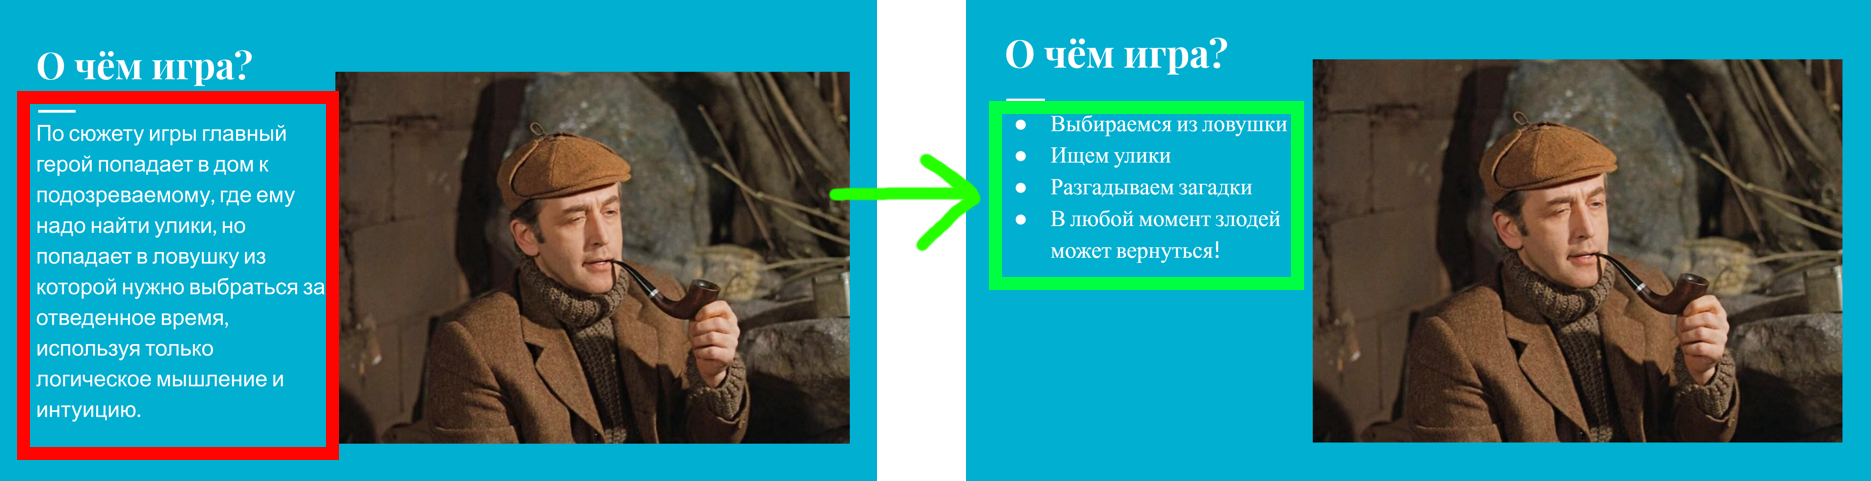 О чём игра?
По сюжету игры главный
герой попадает в дом к
подозреваемому, где ему
надо найти улики, но
попадает в ловушку из
которой нужно выбраться за
отведенное время,
используя только
логическое мышление и
интуицию.
О чём игра?
● Выбираемся из ловушки
● Ищем улики
● Разгадываем загадки
● В любой момент злодей
может вернуться!